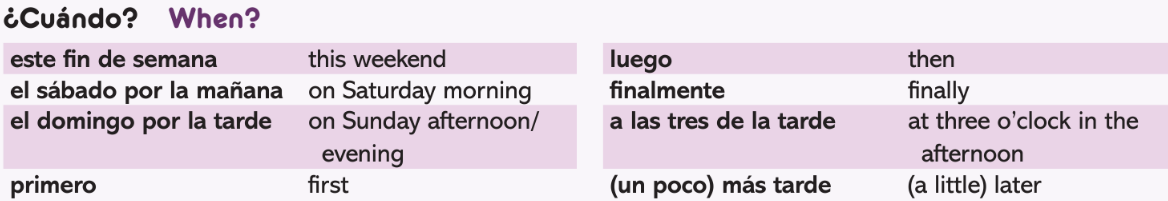 ¿Cuándo? When?
este fin de semana this weekend
el sábado por la mañana on Saturday morning
el domingo por la tarde on Sunday afternoon/
evening
primero first
luego then
finalmente finally
a las tres de la tarde at three o’clock in the
afternoon
(un poco) más tarde (a little) later